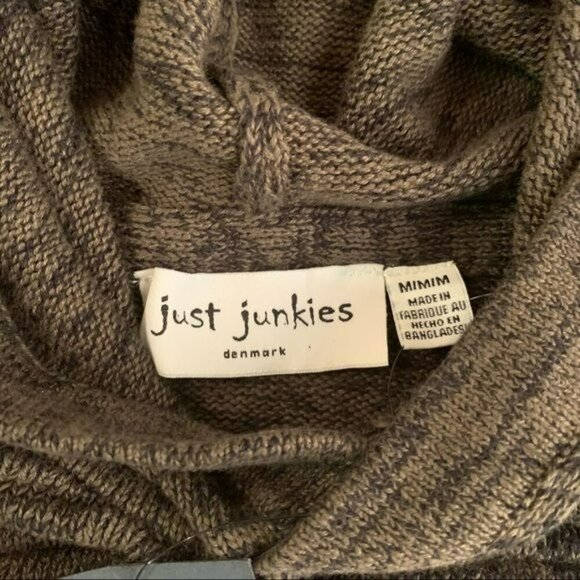 just junkies
denmark
M/M/M
MADE IN
FABRIQUE AU
HECHO EN
BANGLADESH